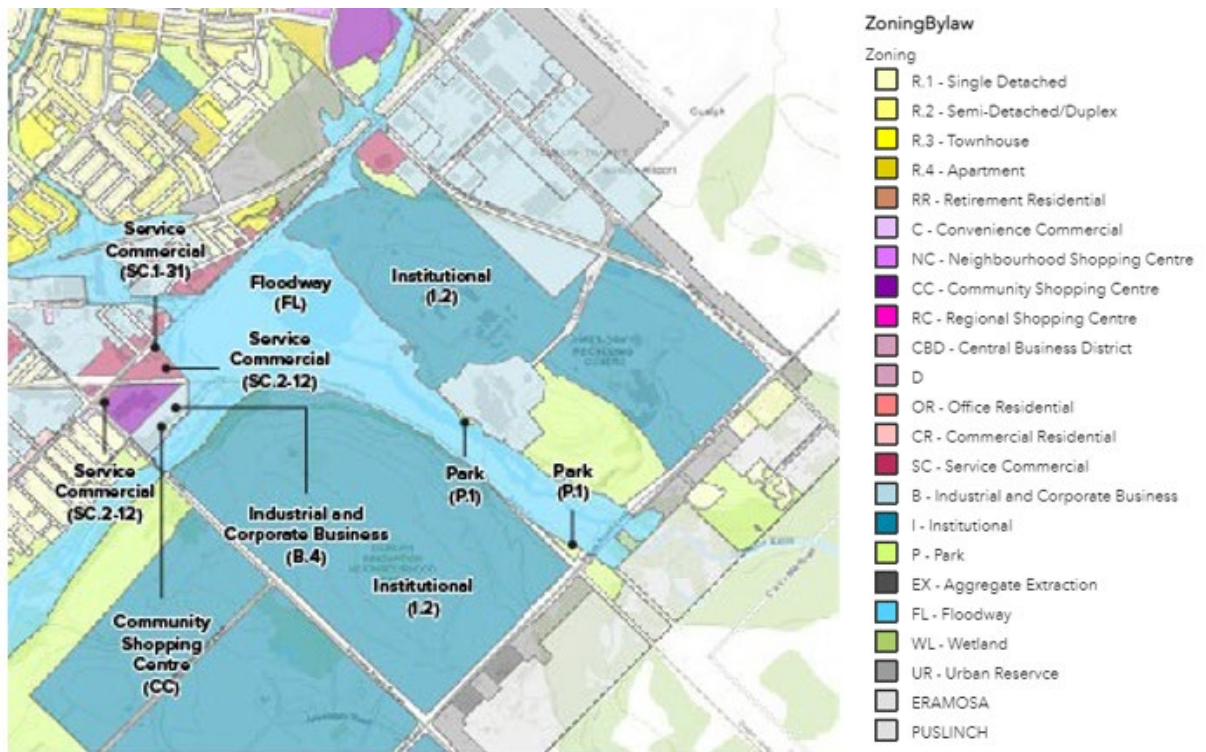 Service
Commercial
(SC.1-31)
Floodway
(FL)
Institutional
(I.2)
Service
Commercial
(SC.2-12)
Service
Commercial
(SC.2-12)
Park
(P.1)
Park
(P.1)
Industrial and
Corporate Business
(B.4)
Institutional
(I.2)
Community
Shopping
Centre
(CC)
Guelph
ZoningBylaw
Zoning
R.1 - Single Detached
R.2 - Semi-Detached/Duplex
R.3 - Townhouse
R.4 - Apartment
RR - Retirement Residential
C - Convenience Commercial
NC - Neighbourhood Shopping Centre
CC - Community Shopping Centre
RC - Regional Shopping Centre
CBD - Central Business District
D
OR - Office Residential
CR - Commercial Residential
SC - Service Commercial
B - Industrial and Corporate Business
I - Institutional
P - Park
EX - Aggregate Extraction
FL - Floodway
WL - Wetland
UR - Urban Reservce
ERAMOSA
PUSLINCH